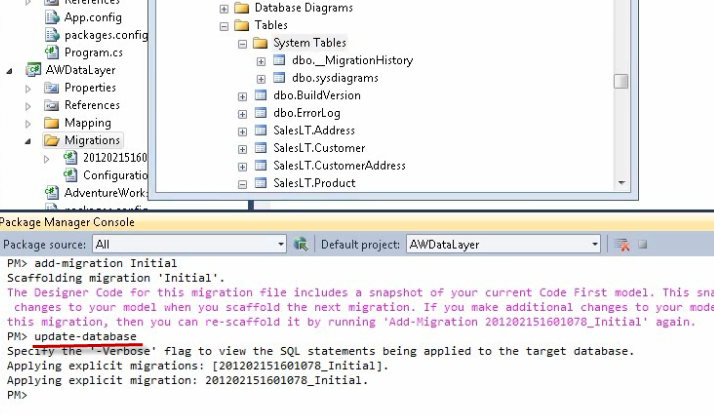 References
App.config
packages.config
Program.cs
AWDataLayer
Properties
References
Mapping
Migrations
20120215160
Configuratio
AdventureWork
Database Diagrams
Tables
System Tables
dbo.__MigrationHistory
dbo.sysdiagrams
dbo.BuildVersion
dbo.ErrorLog
SalesLT.Address
SalesLT.Customer
SalesLT.CustomerAddress
SalesLT.Product
Package Manager Console
Package source: All
Default project: AWDataLayer
PM> add-migration Initial
Scaffolding migration 'Initial'.
The Designer Code for this migration file includes a snapshot of your current Code First model. This sna
changes to your model when you scaffold the next migration. If you make additional changes to your model
this migration, then you can re-scaffold it by running 'Add-Migration 201202151601078_Initial' again.
PM> update-database
Specify the '-Verbose' flag to view the SQL statements being applied to the target database.
Applying explicit migrations: [201202151601078_Initial].
Applying explicit migration: 201202151601078_Initial.
PM>